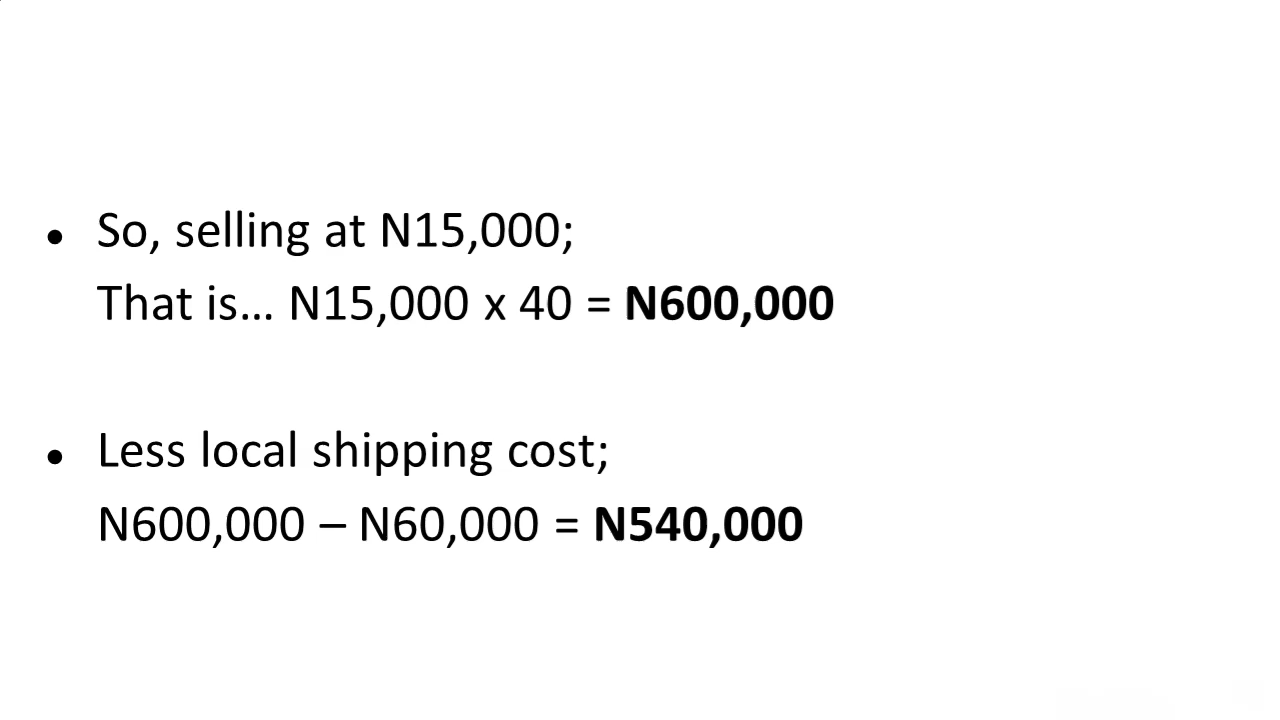 • So, selling at N15,000;
That is... N15,000 x 40 = N600,000
• Less local shipping cost;
N600,000 – N60,000 = N540,000